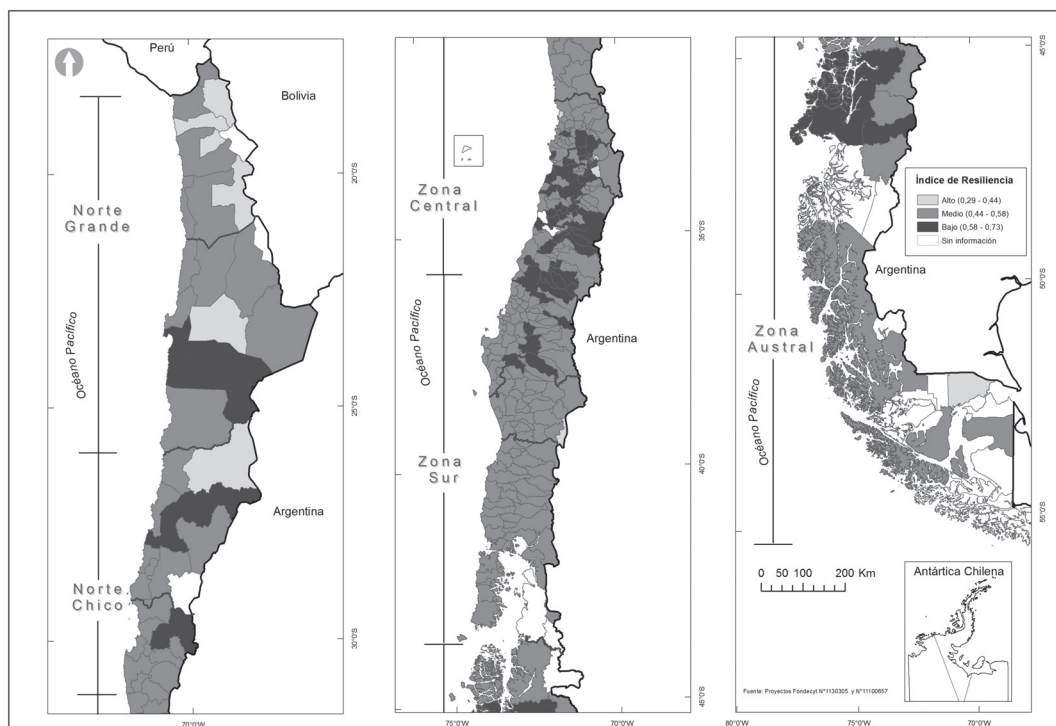 Perú
Bolivia
Norte
Grande
Océano Pacífico
Argentina
Norte
Chico
20°0'S
25°0'S
30°0'S
70°0'W
Zona
Central
Zona
Sur
Océano Pacífico
Argentina
35°0'S
40°0'S
45°0'S
75°0'W
70°0'W
Zona
Austral
Océano Pacífico
Argentina
Índice de Resiliencia
Alto (0,29 - 0,44)
Medio (0,44 - 0,58)
Bajo (0,58 - 0,73)
Sin información
45°0'S
50°0'S
55°0'S
0 50 100 200 Km
Antártica Chilena
Fuente: Proyectos Fondecyt N°1130305 y N°11100657
80°0'W
75°0'W
70°0'W